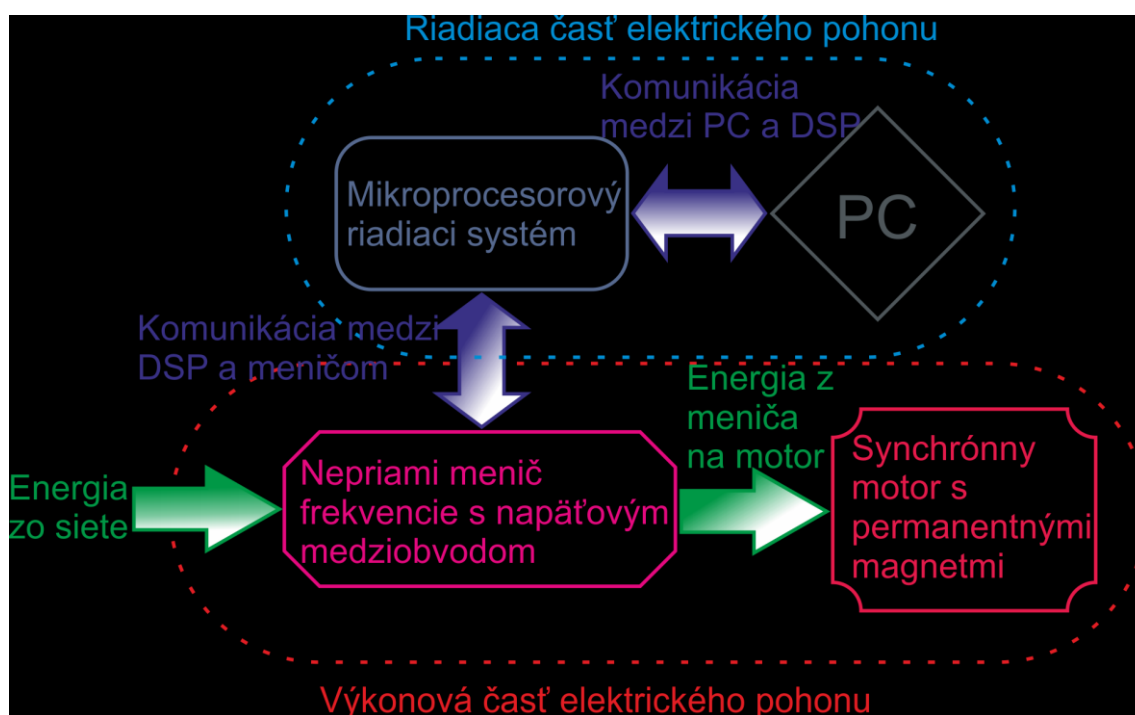 Riadiaca časť elektrického pohonu
Komunikácia
medzi PC a DSP
Mikroprocesorový
riadiaci systém
PC
Komunikácia medzi
DSP a meničom
Energia z
meniča
na motor
Energia
zo siete
Nepriami menič
frekvencie s napäťovým
medziobvodom
Synchrónny
motor s
permanentnými
magnetmi
Výkonová časť elektrického pohonu